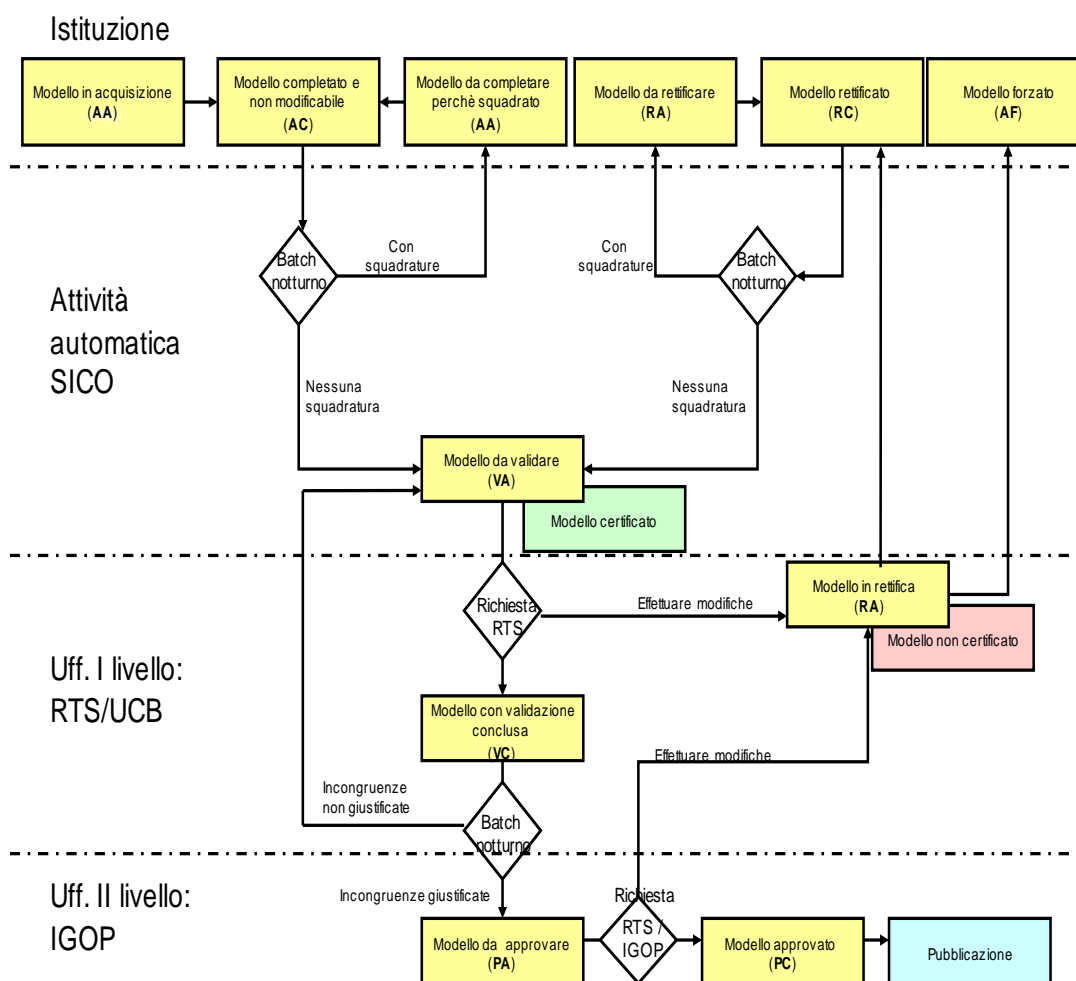 Istituzione
Modello in acquisizione
(AA)
Modello completato e
non modificabile
(AC)
Modello da completare
perchè squadrato
(AA)
Modello da rettificare
(RA)
Modello rettificato
(RC)
Modello forzato
(AF)
Attività
automatica
SICO
Batch
notturno
Con
squadrature
Con
squadrature
Batch
notturno
Nessuna
squadratura
Nessuna
squadratura
Modello da validare
(VA)
Modello certificato
Uff. I livello:
RTS/UCB
Richiesta
RTS
Effettuare modifiche
Modello in rettifica
(RA)
Modello non certificato
Modello con validazione
conclusa
(VC)
Effettuare modifiche
Incongruenze
non giustificate
Batch
notturno
Uff. II livello:
IGOP
Incongruenze giustificate
Modello da approvare
(PA)
Richiesta
RTS /
IGOP
Modello approvato
(PC)
Pubblicazione